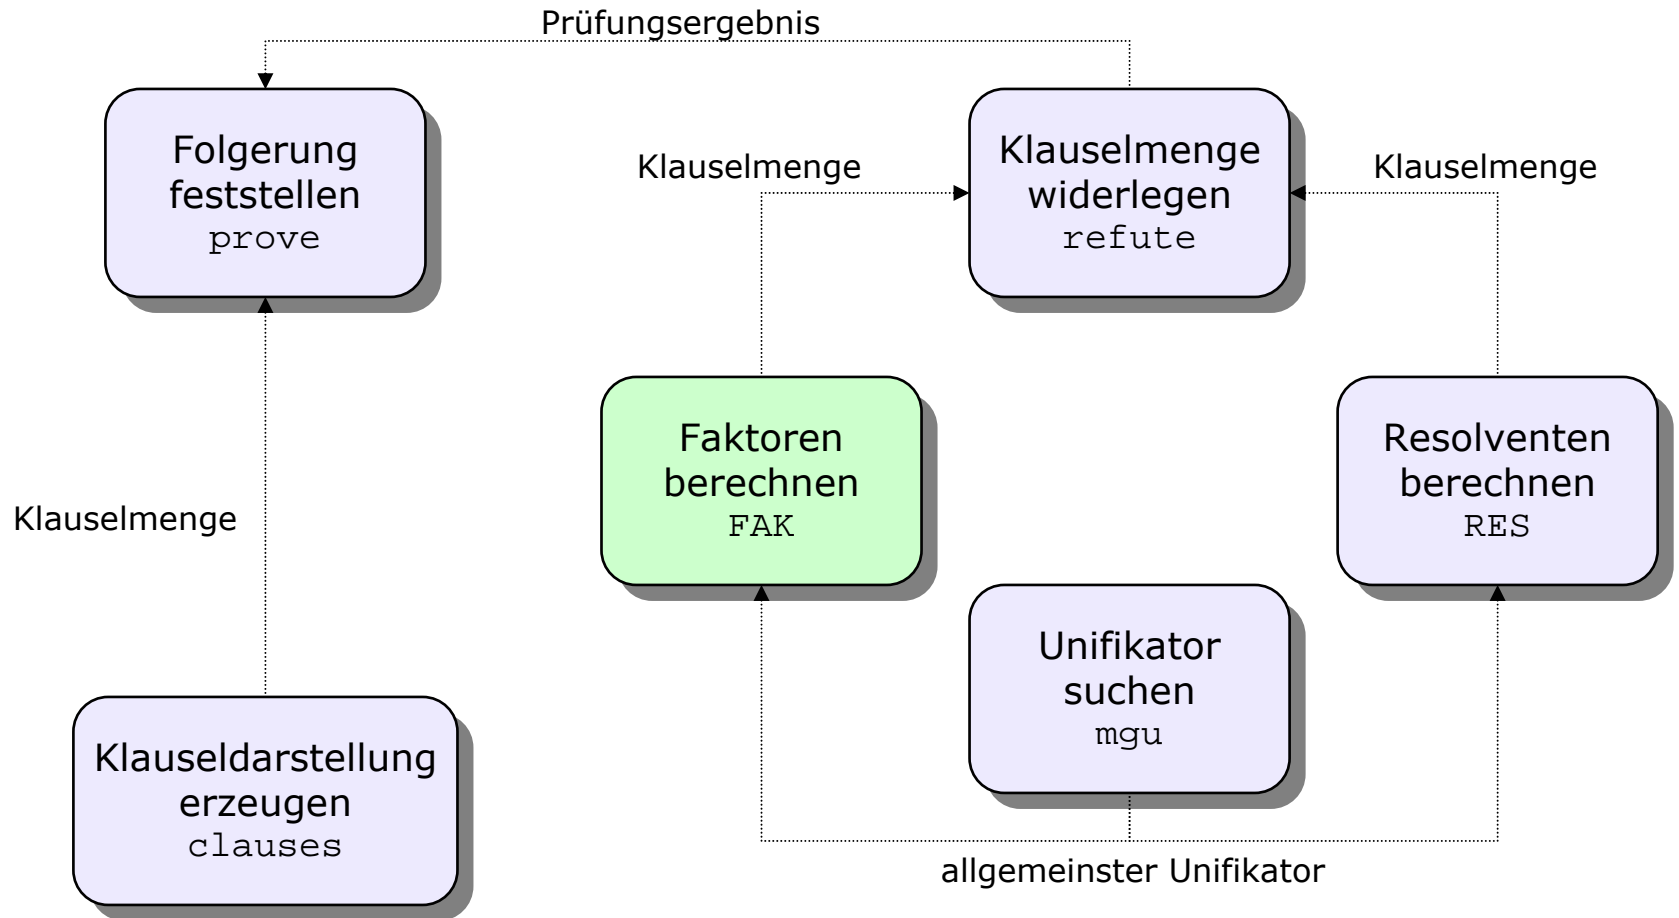 Prüfungsergebnis
Folgerung
feststellen
prove
Klauselmenge
Klauselmenge
widerlegen
refute
Klauselmenge
Faktoren
berechnen
FAK
Resolventen
berechnen
RES
Klauselmenge
Unifikator
suchen
mgu
Klauseldarstellung
erzeugen
clauses
allgemeinster Unifikator